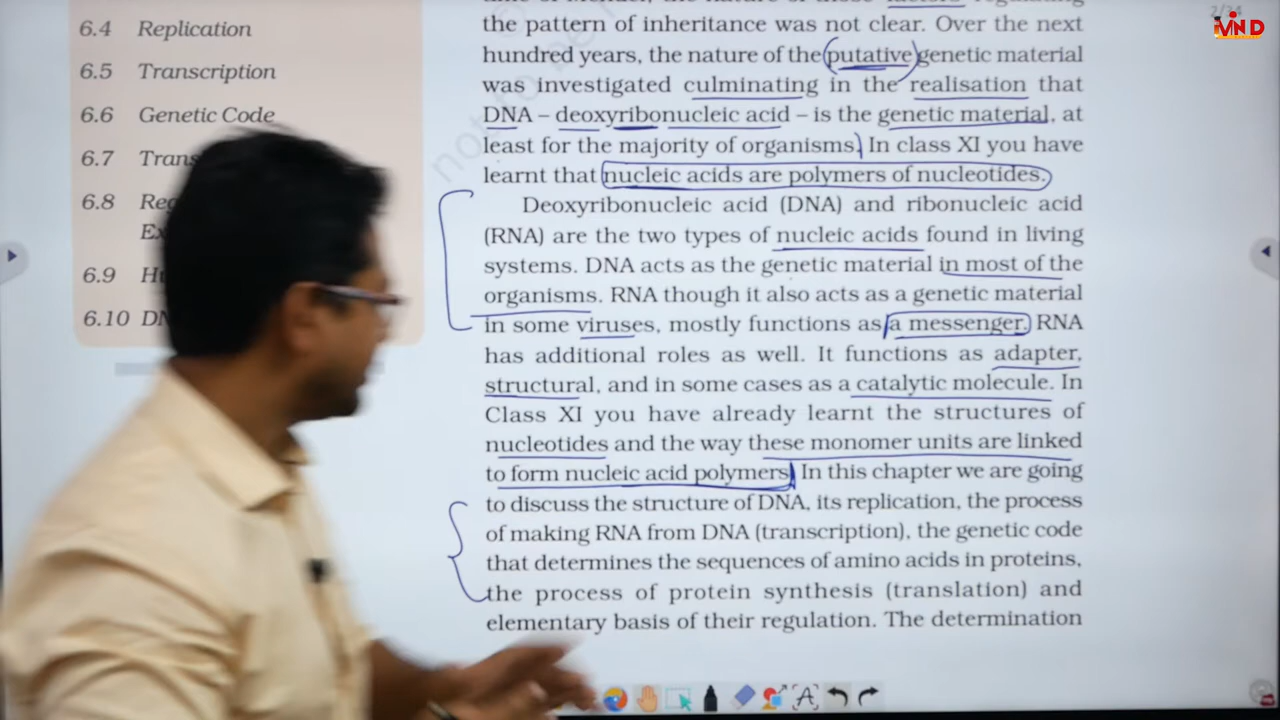 6.4 Replication
6.5 Transcription
6.6 Genetic Code
6.7
6.8
6.9
6.10
the pattern of inheritance was not clear. Over the next
hundred years, the nature of the putative genetic material
was investigated culminating in the realisation that
DNA – deoxyribonucleic acid – is the genetic material, at
least for the majority of organisms. In class XI you have
learnt that nucleic acids are polymers of nucleotides.
Deoxyribonucleic acid (DNA) and ribonucleic acid
(RNA) are the two types of nucleic acids found in living
systems. DNA acts as the genetic material in most of the
organisms. RNA though it also acts as a genetic material
in some viruses, mostly functions as a messenger. RNA
has additional roles as well. It functions as adapter,
structural, and in some cases as a catalytic molecule. In
Class XI you have already learnt the structures of
nucleotides and the way these monomer units are linked
to form nucleic acid polymers. In this chapter we are going
to discuss the structure of DNA, its replication, the process
of making RNA from DNA (transcription), the genetic code
that determines the sequences of amino acids in proteins,
the process of protein synthesis (translation) and
elementary basis of their regulation. The determination